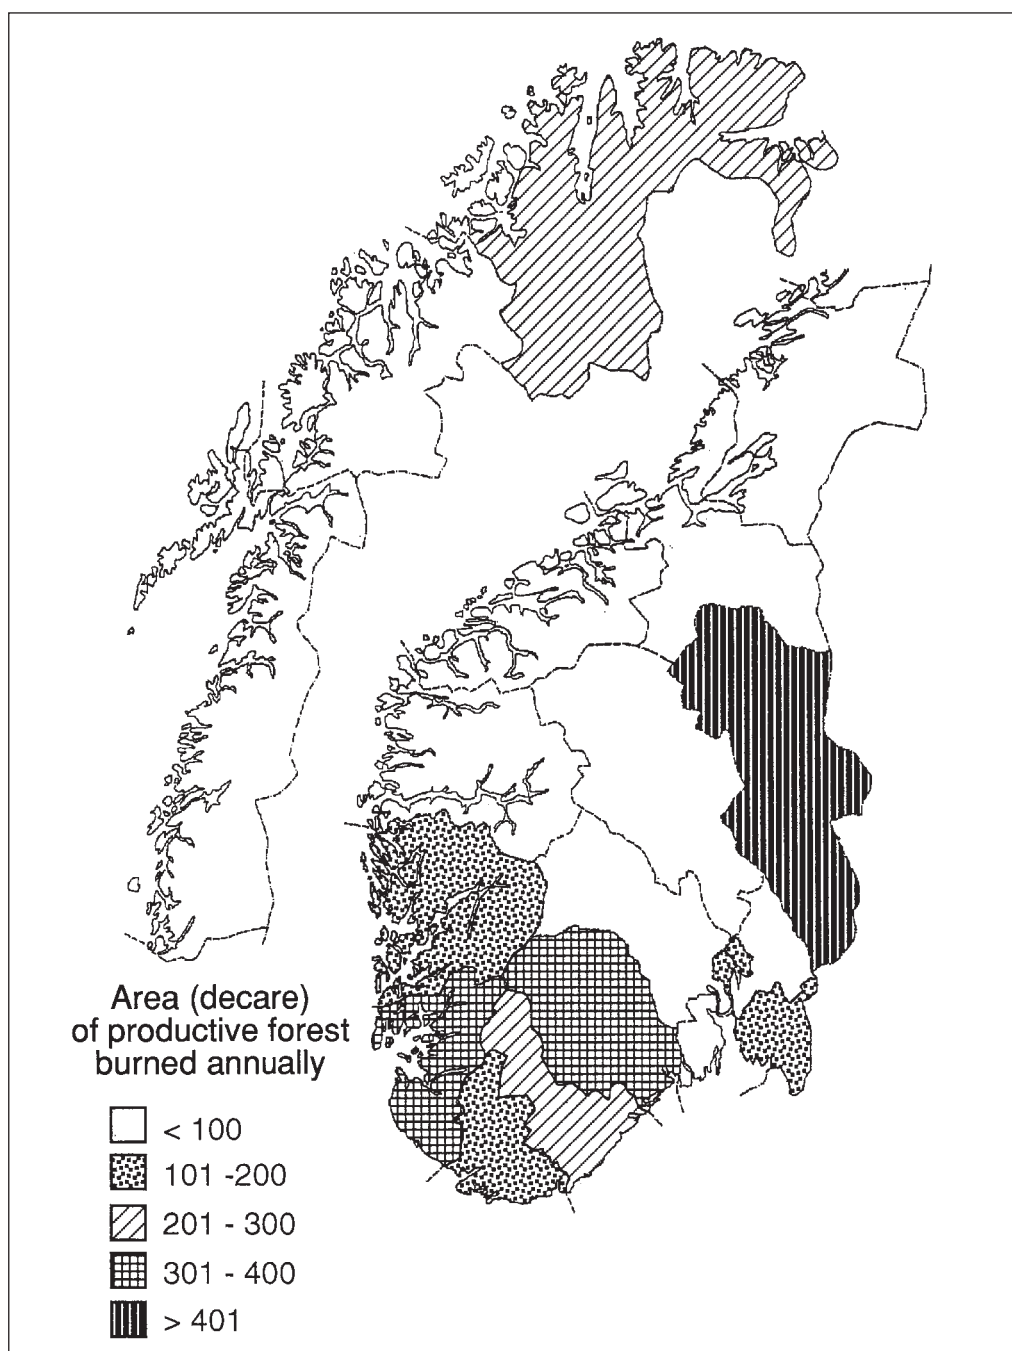 Area (decare)
of productive forest
burned annually
< 100
101 -200
201 - 300
301 - 400
> 401